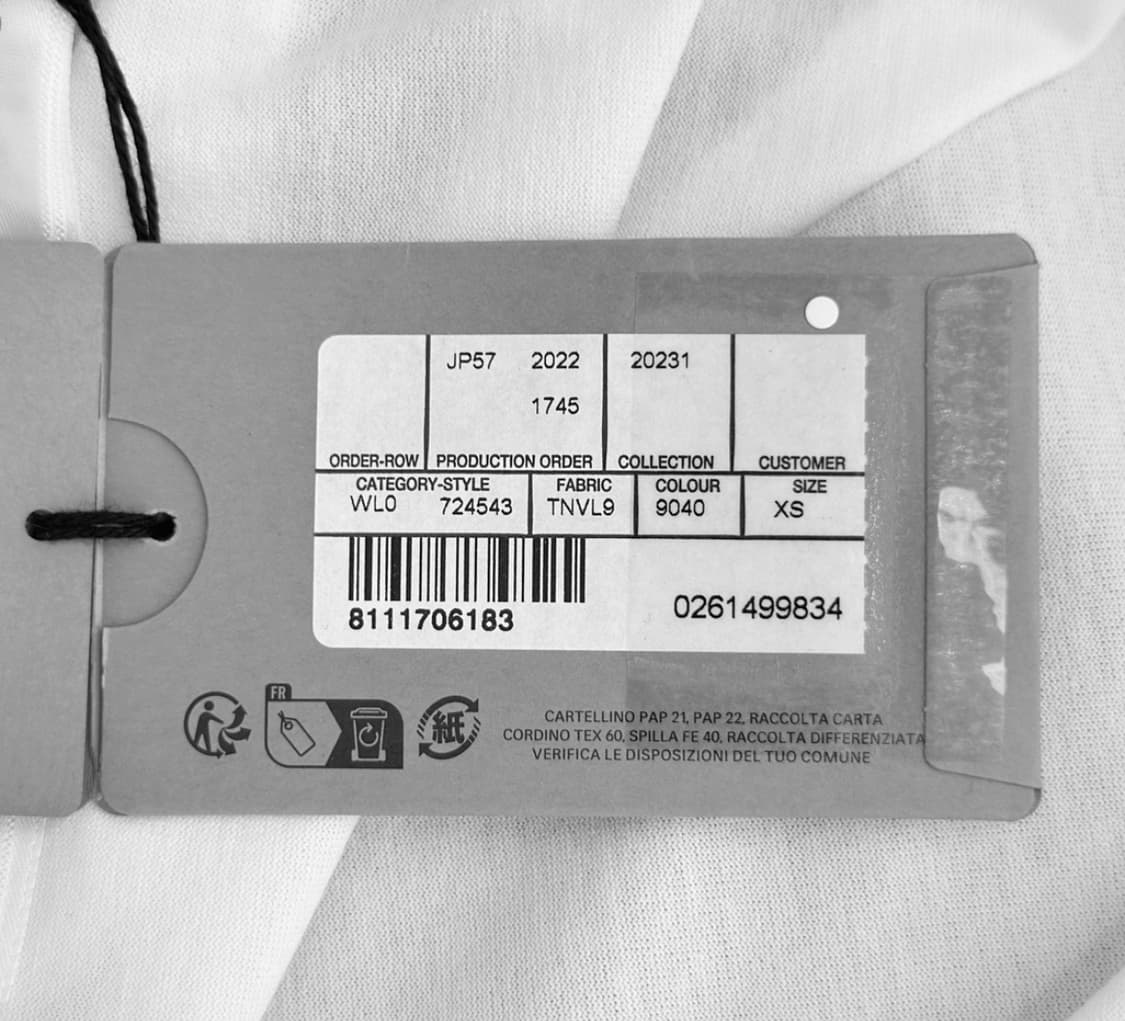 JP57 2022 20231
1745
ORDER-ROW PRODUCTION ORDER COLLECTION CUSTOMER
CATEGORY-STYLE FABRIC COLOUR SIZE
WL0 724543 TNVL9 9040 XS
8111706183
0261499834
FR
紙
CARTELLINO PAP 21, PAP 22, RACCOLTA CARTA
CORDINO TEX 60, SPILLA FE 40, RACCOLTA DIFFERENZIATA
VERIFICA LE DISPOSIZIONI DEL TUO COMUNE